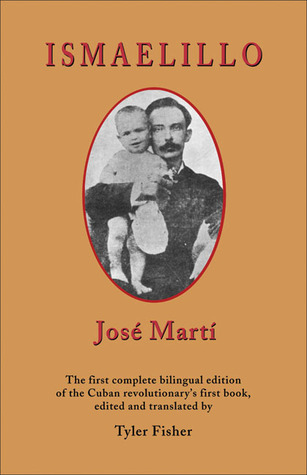 ISMAELILLO
José Martí
The first complete bilingual edition
of the Cuban revolutionary's first book,
edited and translated by
Tyler Fisher